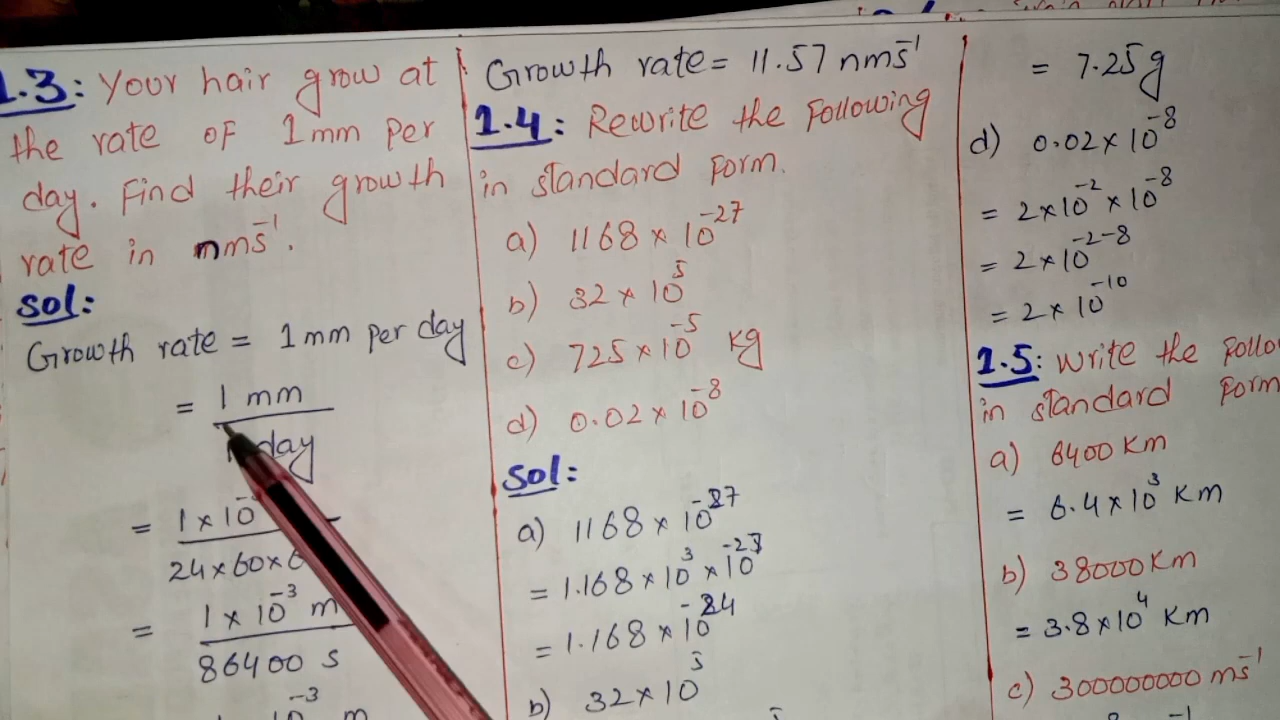 1.3: Your hair grow at
the rate of 1mm per
day. Find their growth
rate in nms⁻¹.
Sol:
Growth rate = 1 mm per day
= 1 mm
day
= 1 × 10⁻
24×60×6
= 1 × 10⁻³ m
86400 s
⁻³ m
Growth rate = 11.57 nms⁻¹
1.4: Rewrite the following
in standard form.
a) 1168 × 10⁻²⁷
b) 32 × 10⁵
c) 725 × 10⁻⁵ kg
d) 0.02 × 10⁻⁸
Sol:
a) 1168 × 10⁻²⁷
= 1.168 × 10³ × 10⁻²⁷
= 1.168 × 10⁻²⁴
b) 32 × 10⁵
= 7.25g
d) 0.02 × 10⁻⁸
= 2×10⁻² × 10⁻⁸
= 2 × 10⁻²⁻⁸
= 2 × 10⁻¹⁰
1.5: Write the follo
in standard form
a) 6400 Km
= 6.4 × 10³ Km
b) 38000 Km
= 3.8 × 10⁴ Km
c) 300000000 ms⁻¹